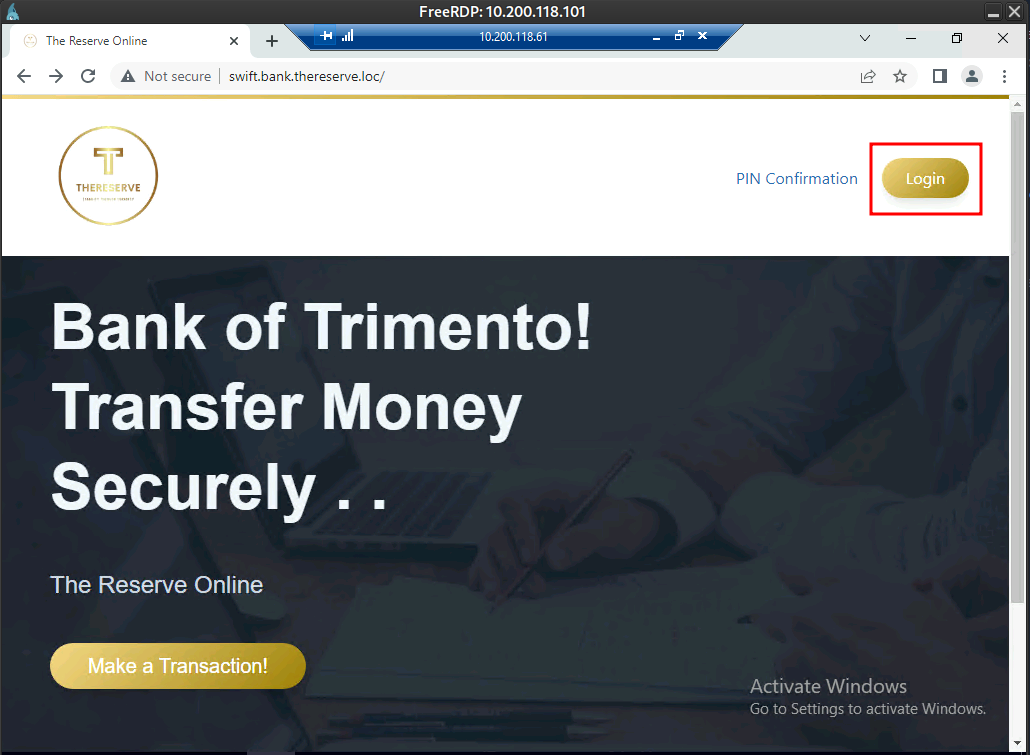 FreeRDP: 10.200.118.101
The Reserve Online
10.200.118.61
Not secure
swift.bank.thereserve.loc/
T
THERESERVE
PIN Confirmation
Login
Bank of Trimento!
Transfer Money
Securely . .
The Reserve Online
Make a Transaction!
Activate Windows
Go to Settings to activate Windows.